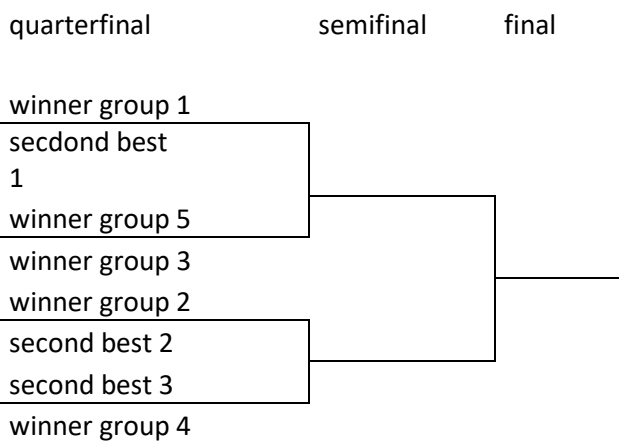 quarterfinal semifinal final
winner group 1
secdond best
1
winner group 5
winner group 3
winner group 2
second best 2
second best 3
winner group 4